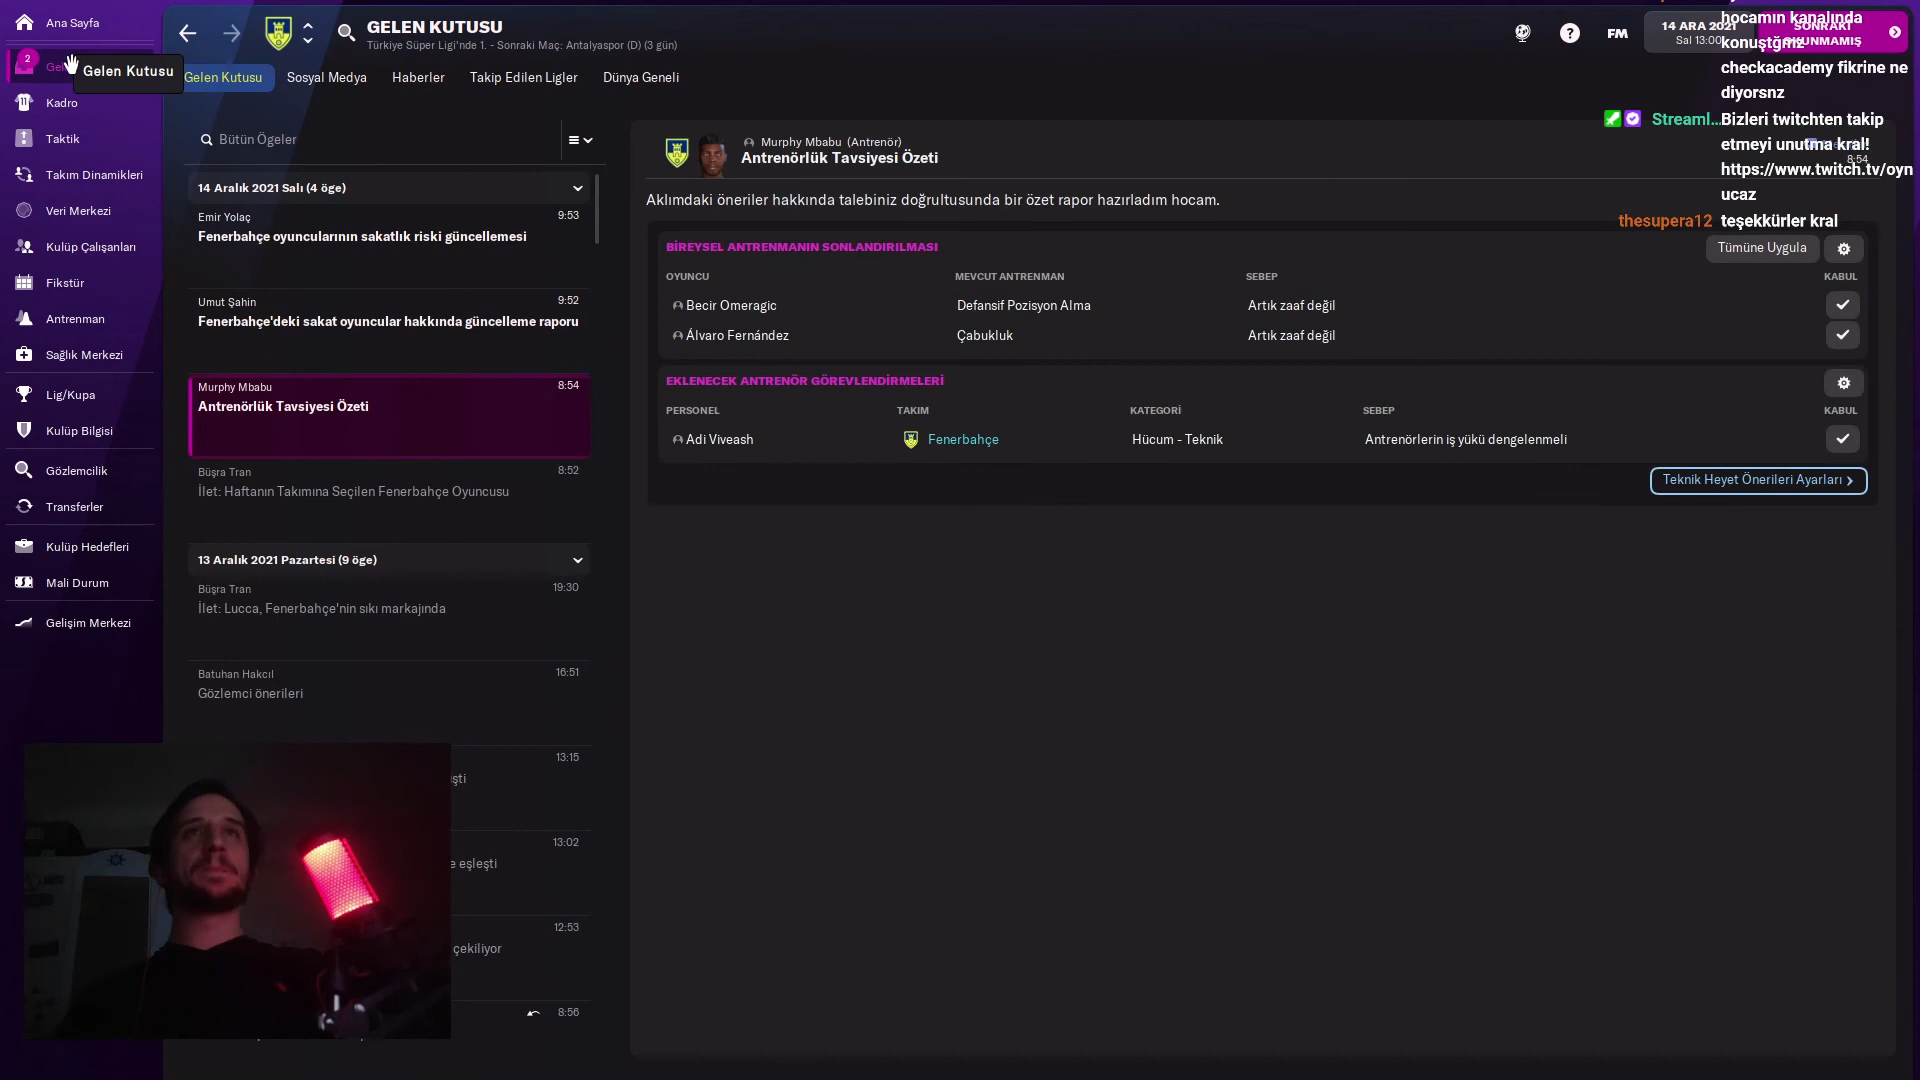 Ana Sayfa
2
Gelen Kutusu
Kadro
Taktik
Takım Dinamikleri
Veri Merkezi
Kulüp Çalışanları
Fikstür
Antrenman
Sağlık Merkezi
Lig/Kupa
Kulüp Bilgisi
Gözlemcilik
Transferler
Kulüp Hedefleri
Mali Durum
Gelişim Merkezi
GELEN KUTUSU
Türkiye Süper Ligi'nde 1. - Sonraki Maç: Antalyaspor (D) (3 gün)
FM
14 ARA 2021
Sal 13:00
SONRAKİ
Gelen Kutusu
Sosyal Medya
Haberler
Takip Edilen Ligler
Dünya Geneli
Bütün Ögeler
14 Aralık 2021 Salı (4 öge)
Emir Yolaç 9:53
Fenerbahçe oyuncularının sakatlık riski güncellemesi
Umut Şahin 9:52
Fenerbahçe'deki sakat oyuncular hakkında güncelleme raporu
Murphy Mbabu 8:54
Antrenörlük Tavsiyesi Özeti
Büşra Tran 8:52
İlet: Haftanın Takımına Seçilen Fenerbahçe Oyuncusu
13 Aralık 2021 Pazartesi (9 öge)
Büşra Tran 19:30
İlet: Lucca, Fenerbahçe'nin sıkı markajında
Batuhan Hakcıl 16:51
Gözlemci önerileri
13:15
şti
13:02
e eşleşti
12:53
çekiliyor
8:56
Murphy Mbabu (Antrenör)
Antrenörlük Tavsiyesi Özeti
8:54
Aklımdaki öneriler hakkında talebiniz doğrultusunda bir özet rapor hazırladım hocam.
BİREYSEL ANTRENMANIN SONLANDIRILMASI
Tümüne Uygula
OYUNCU MEVCUT ANTRENMAN SEBEP KABUL
Becir Omeragic Defansif Pozisyon Alma Artık zaaf değil
Álvaro Fernández Çabukluk Artık zaaf değil
EKLENECEK ANTRENÖR GÖREVLENDİRMELERİ
PERSONEL TAKIM KATEGORİ SEBEP KABUL
Adi Viveash Fenerbahçe Hücum - Teknik Antrenörlerin iş yükü dengelenmeli
Teknik Heyet Önerileri Ayarları
hocamın kanalında
konuştğmz
checkacademy fikrine ne
diyorsnz
Streaml... Bizleri twitchten takip
etmeyi unutma kral!
https://www.twitch.tv/oyn
ucaz
thesupera12 teşekkürler kral